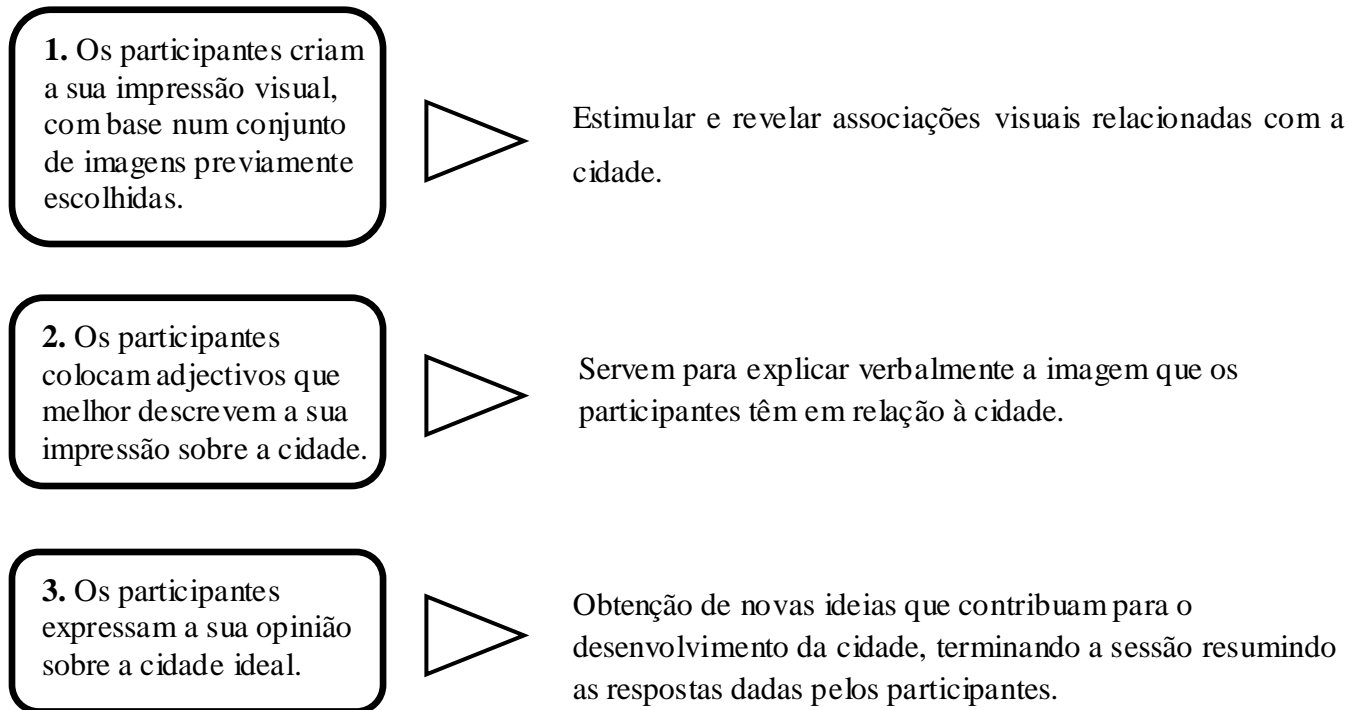 1. Os participantes criam
a sua impressão visual,
com base num conjunto
de imagens previamente
escolhidas.
Estimular e revelar associações visuais relacionadas com a
cidade.
2. Os participantes
colocam adjectivos que
melhor descrevem a sua
impressão sobre a cidade.
Servem para explicar verbalmente a imagem que os
participantes têm em relação à cidade.
3. Os participantes
expressam a sua opinião
sobre a cidade ideal.
Obtenção de novas ideias que contribuam para o
desenvolvimento da cidade, terminando a sessão resumindo
as respostas dadas pelos participantes.